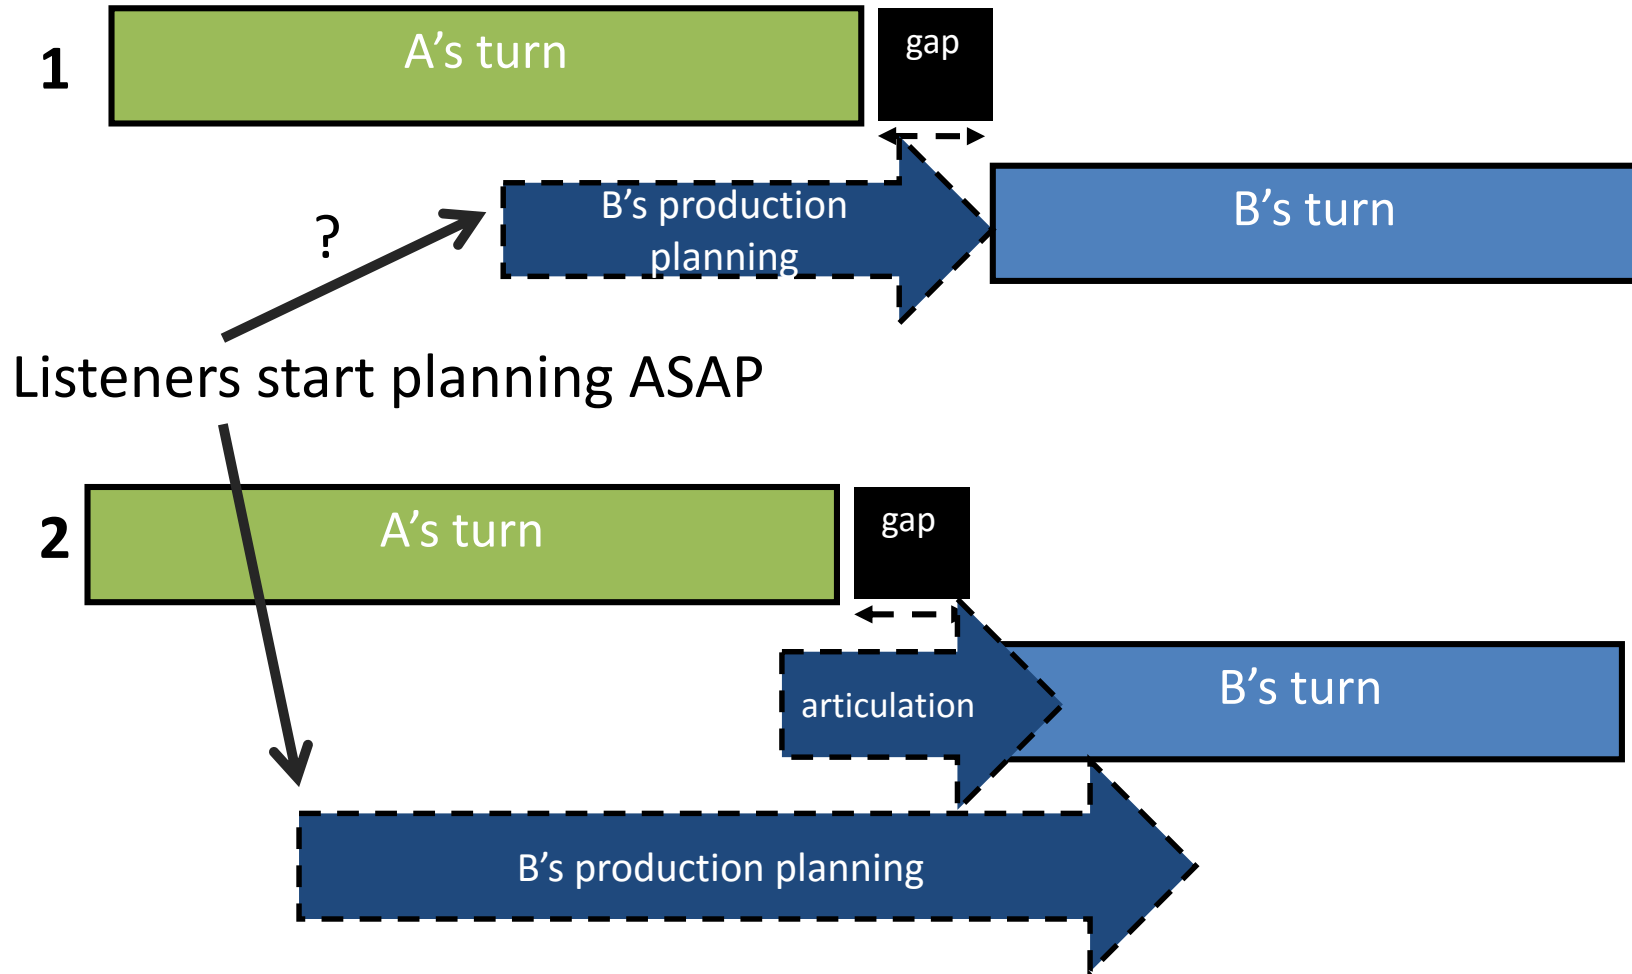 1
A’s turn
gap
B’s production
planning
B’s turn
?
Listeners start planning ASAP
2
A’s turn
gap
articulation
B’s turn
B’s production planning